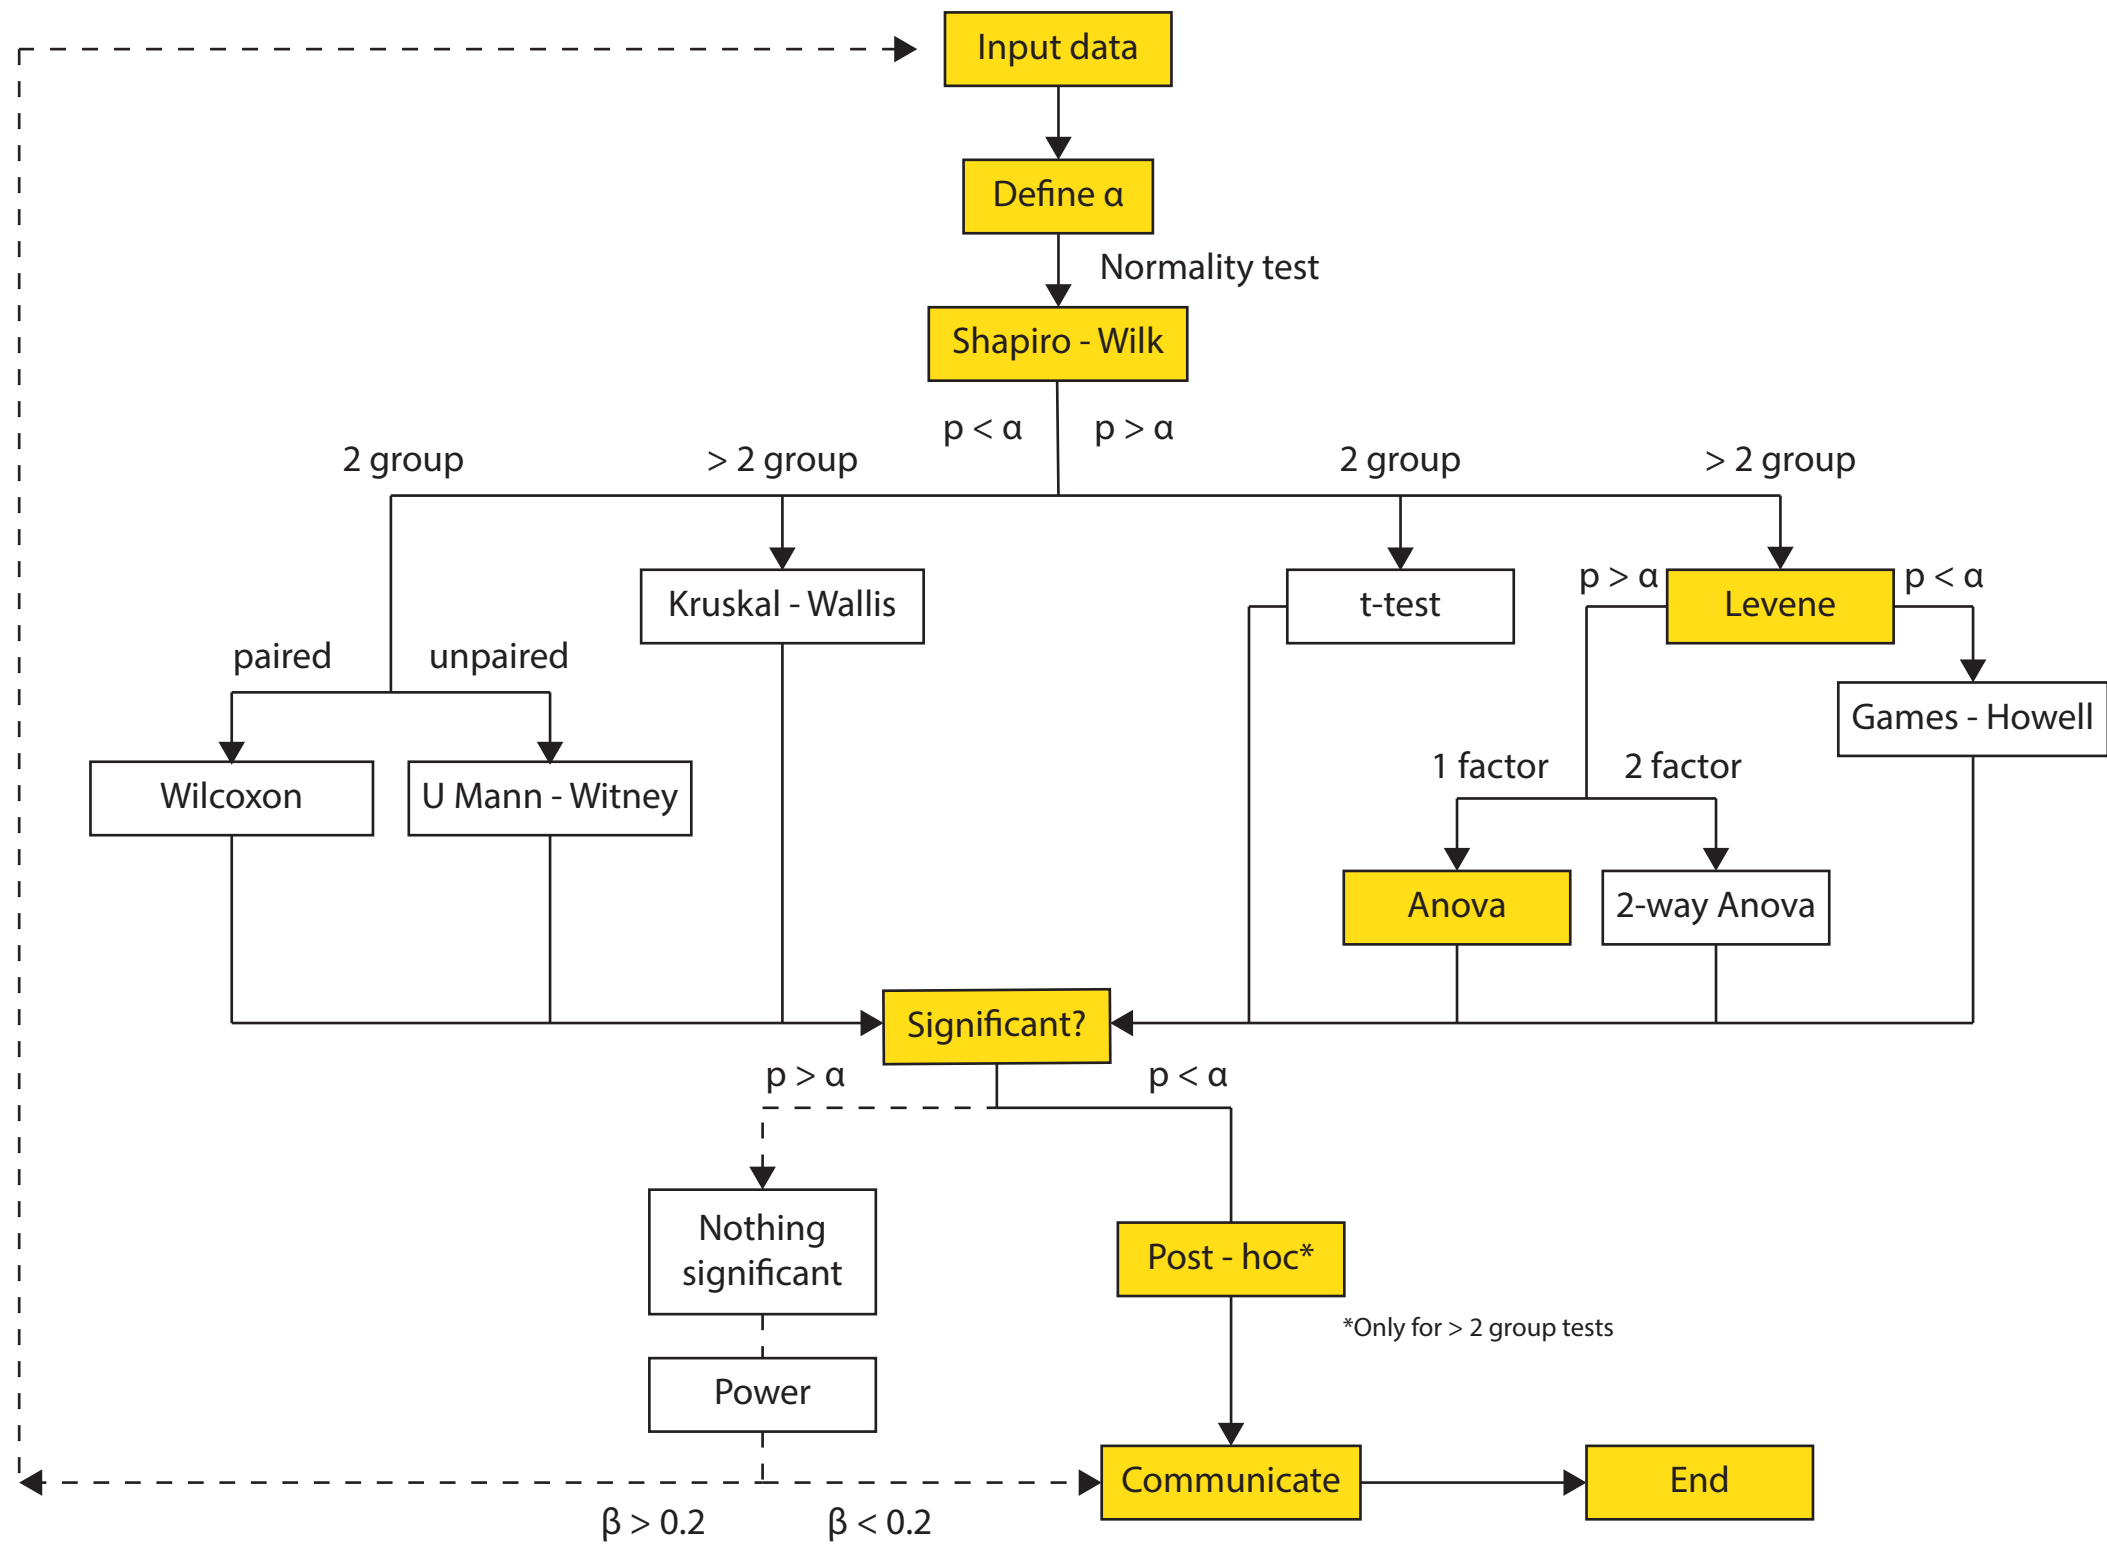 Input data
Define α
Normality test
Shapiro - Wilk
p < α
p > α
2 group
> 2 group
2 group
> 2 group
Kruskal - Wallis
t-test
p > α
Levene
p < α
paired
unpaired
Games - Howell
Wilcoxon
U Mann - Witney
1 factor
2 factor
Anova
2-way Anova
Significant?
p > α
p < α
Nothing
significant
Post - hoc*
*Only for > 2 group tests
Power
Communicate
End
β > 0.2
β < 0.2